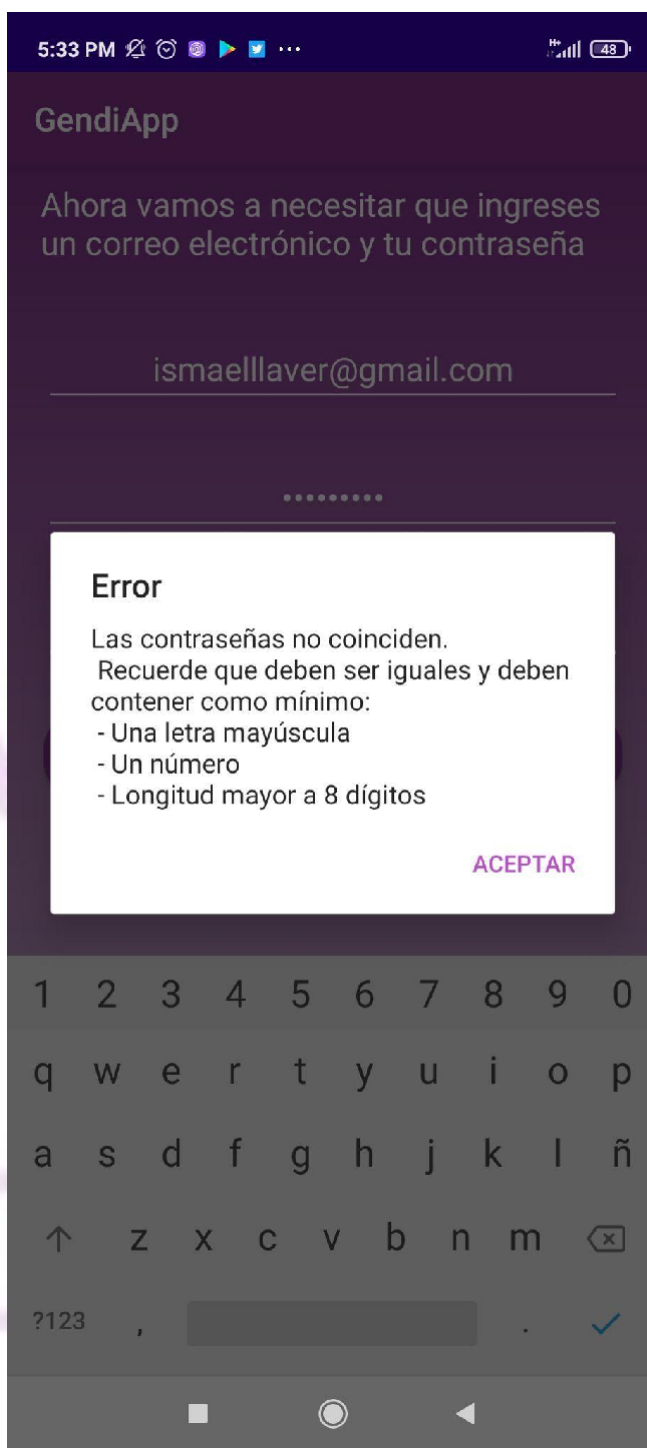 5:33 PM ... H+ 48
GendiApp
Ahora vamos a necesitar que ingreses
un correo electrónico y tu contraseña
ismaelllaver@gmail.com
•••••••••
Error
Las contraseñas no coinciden.
Recuerde que deben ser iguales y deben
contener como mínimo:
- Una letra mayúscula
- Un número
- Longitud mayor a 8 dígitos
ACEPTAR
1 2 3 4 5 6 7 8 9 0
q w e r t y u i o p
a s d f g h j k l ñ
z x c v b n m
?123 , .